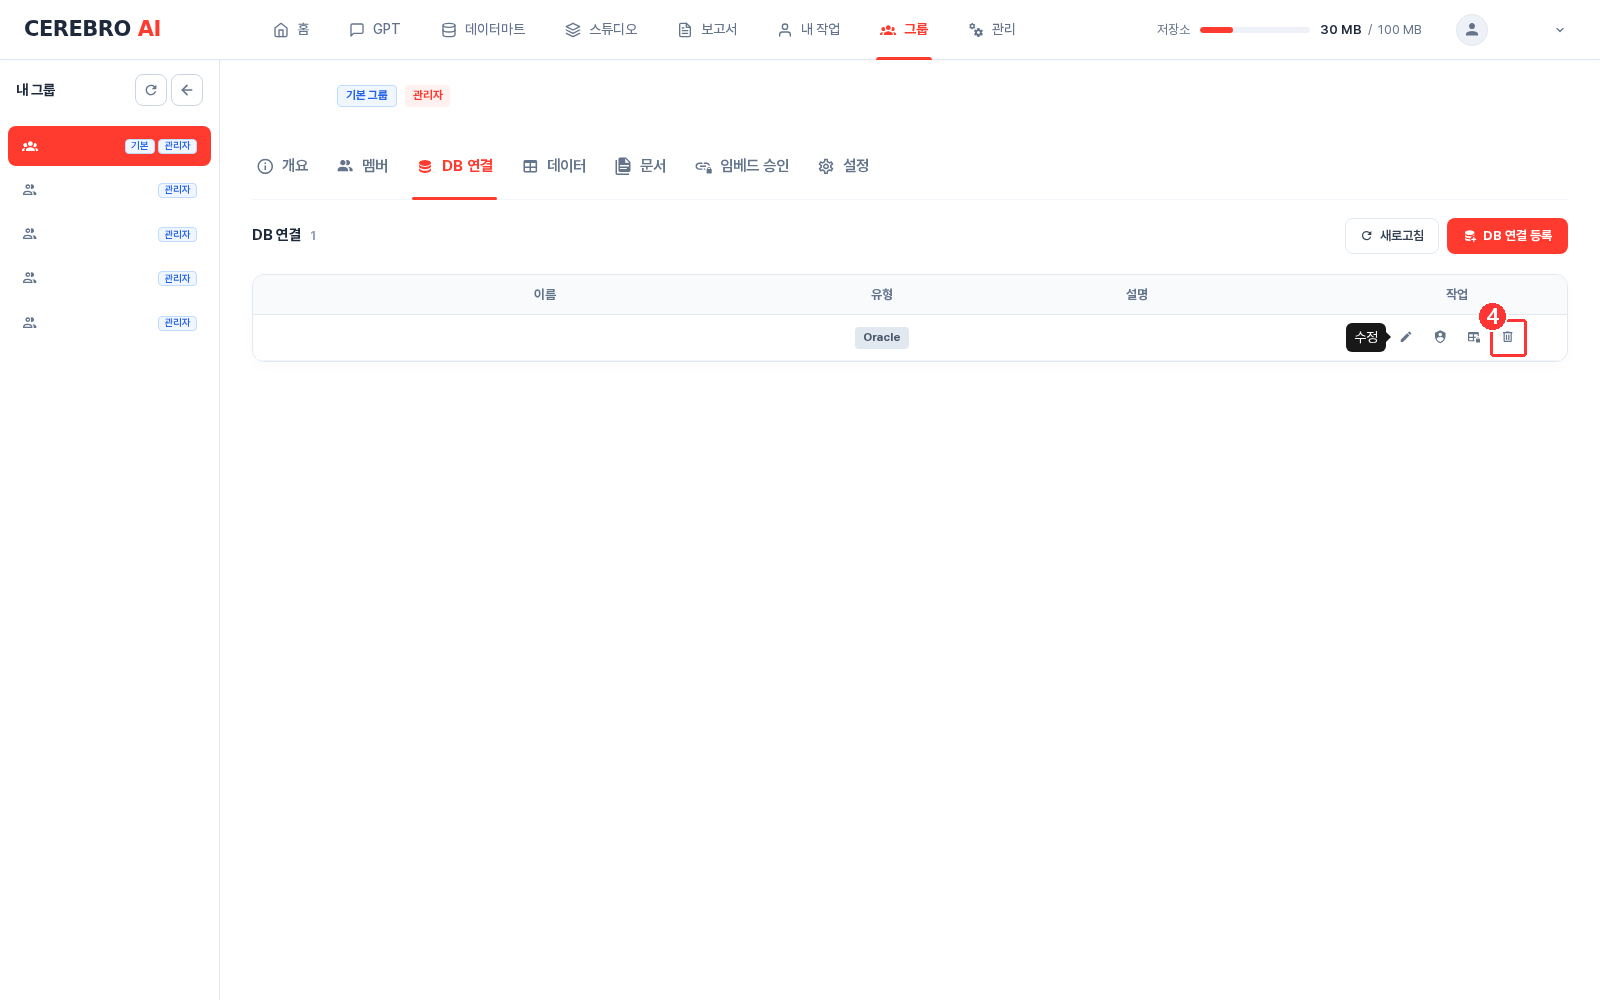 CEREBRO AI
홈
GPT
데이터마트
스튜디오
보고서
내 작업
그룹
관리
저장소
30 MB / 100 MB
내 그룹
기본 관리자
관리자
관리자
관리자
관리자
기본 그룹 관리자
개요
멤버
DB 연결
데이터
문서
임베드 승인
설정
DB 연결 1
새로고침
DB 연결 등록
이름 유형 설명 작업
4
Oracle
수정